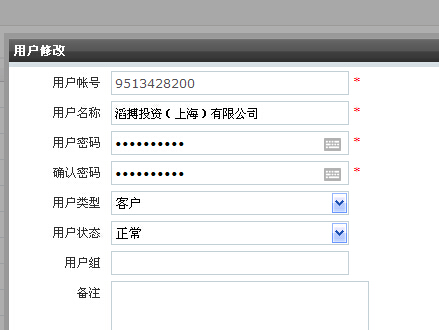 用户修改
用户帐号 9513428200 *
用户名称 滔搏投资（上海）有限公司 *
用户密码 •••••••••• *
确认密码 •••••••••• *
用户类型 客户
用户状态 正常
用户组
备注